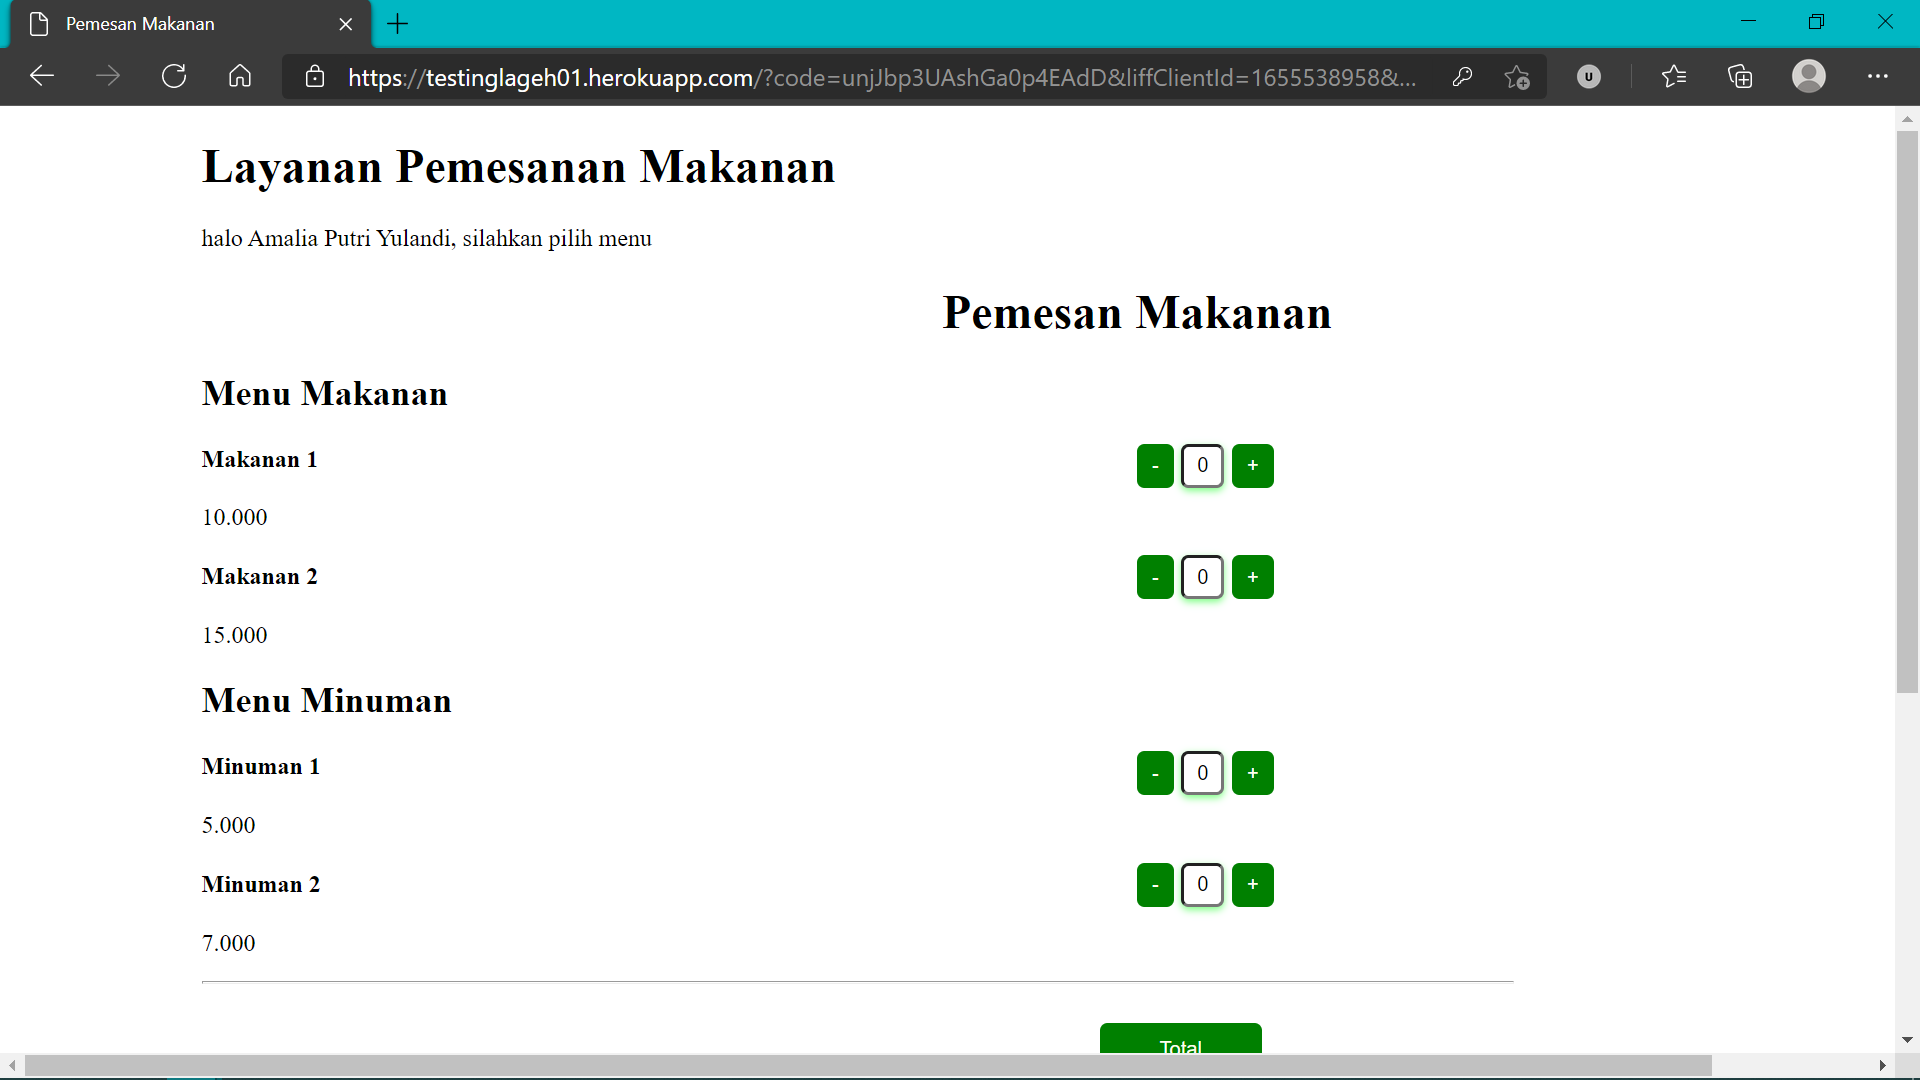 Pemesan Makanan
https://testinglageh01.herokuapp.com/?code=unjJbp3UAshGa0p4EAdD&liffClientId=1655538958&...
U
Layanan Pemesanan Makanan
halo Amalia Putri Yulandi, silahkan pilih menu
Pemesan Makanan
Menu Makanan
Makanan 1
- 0 +
10.000
Makanan 2
- 0 +
15.000
Menu Minuman
Minuman 1
- 0 +
5.000
Minuman 2
- 0 +
7.000
Total